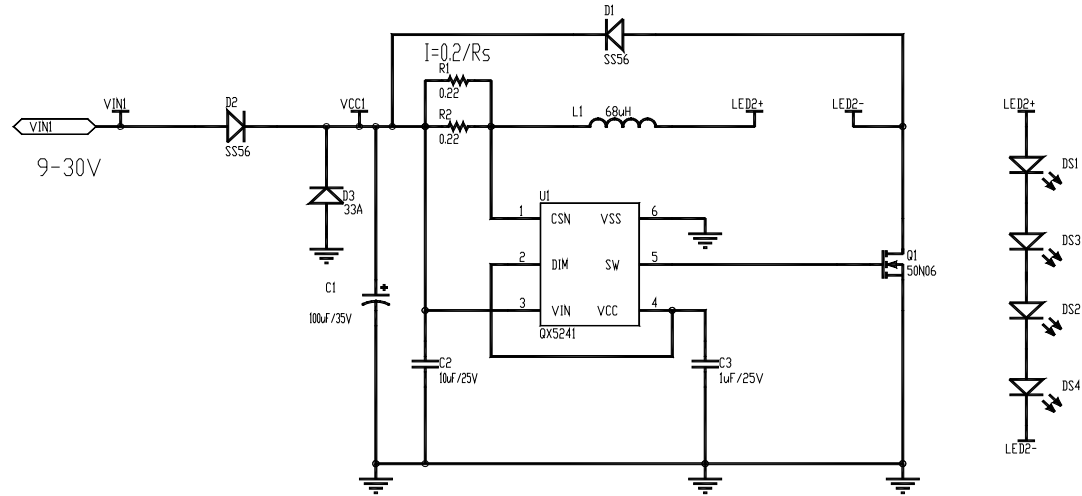 D1
SS56
I=0.2/Rs
R1
0.22
VIN1
D2
VCC1
R2
0.22
L1
68uH
LED2+
LED2-
LED2+
VIN1
SS56
9-30V
DS1
D3
33A
U1
1
CSN
VSS
6
2
DIM
SW
5
Q1
50N06
DS3
C1
100uF/35V
3
VIN
VCC
4
QX5241
DS2
C2
10uF/25V
C3
1uF/25V
DS4
LED2-